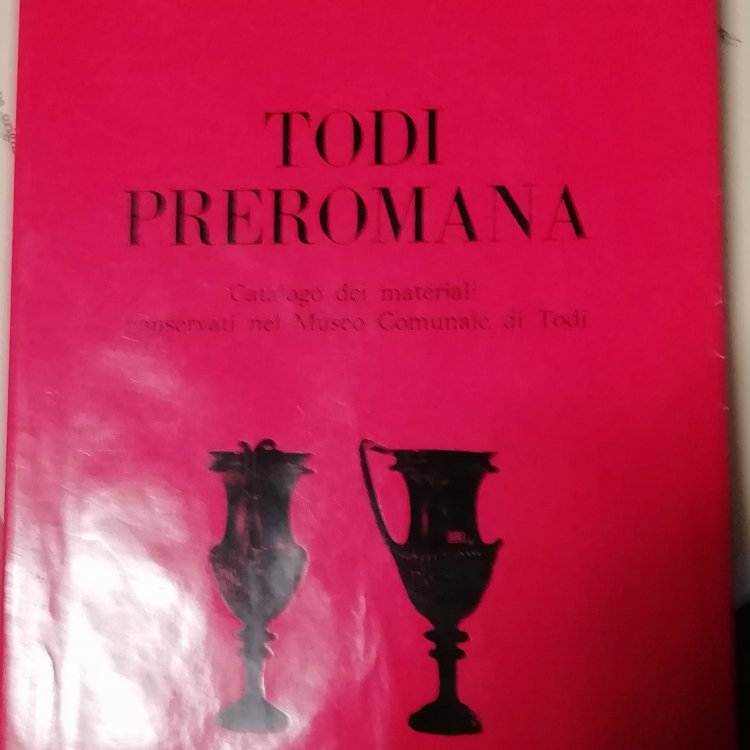 TODI
PREROMANA
Catalogo dei materiali
conservati nel Museo Comunale di Todi